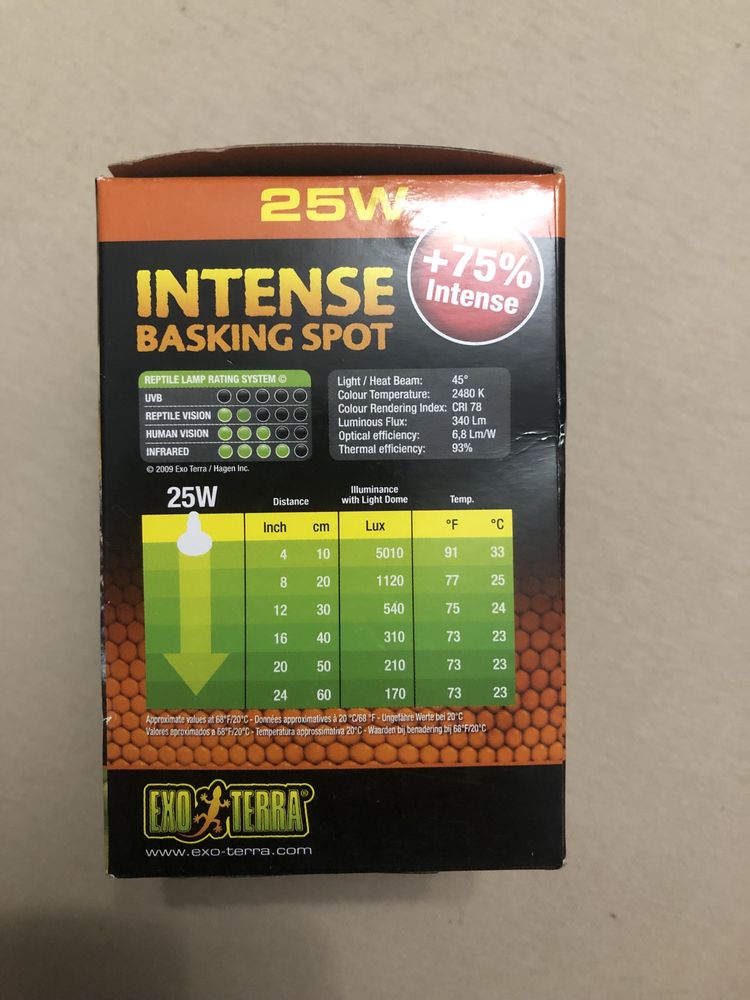 25W
+75%
Intense
INTENSE
BASKING SPOT
REPTILE LAMP RATING SYSTEM ©
UVB
REPTILE VISION
HUMAN VISION
INFRARED
© 2009 Exo Terra / Hagen Inc.
Light / Heat Beam: 45°
Colour Temperature: 2480 K
Colour Rendering Index: CRI 78
Luminous Flux: 340 Lm
Optical efficiency: 6,8 Lm/W
Thermal efficiency: 93%
25W
Distance
Illuminance
with Light Dome
Temp.
Inch cm Lux °F °C
4 10 5010 91 33
8 20 1120 77 25
12 30 540 75 24
16 40 310 73 23
20 50 210 73 23
24 60 170 73 23
Approximate values at 68°F/20°C - Données approximatives à 20 °C/68 °F - Ungefähre Werte bei 20°C
Valores aproximados a 68°F/20°C - Temperatura approssimativa 20°C - Waarden bij benadering bij 68°F/20°C
EXO TERRA®
www.exo-terra.com